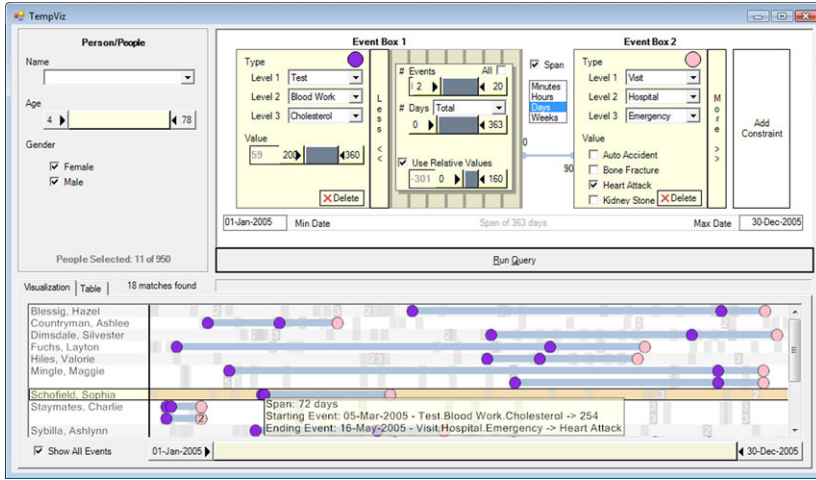 TempViz
Person/People
Name
Age
4 78
Gender
Female
Male
People Selected: 11 of 950
Event Box 1
Type
Level 1 Test
Level 2 Blood Work
Level 3 Cholesterol
Value
59 200 360
Delete
Less <<
# Events All
2 20
# Days Total
0 363
Use Relative Values
-301 0 160
Span
Minutes
Hours
Days
Weeks
0
90
Event Box 2
Type
Level 1 Visit
Level 2 Hospital
Level 3 Emergency
Value
Auto Accident
Bone Fracture
Heart Attack
Kidney Stone Delete
More >>
Add
Constraint
01-Jan-2005 Min Date Span of 363 days Max Date 30-Dec-2005
Run Query
Visualization Table 18 matches found
Blessig, Hazel
Countryman, Ashlee
Dimsdale, Silvester
Fuchs, Layton
Hiles, Valorie
Mingle, Maggie
Schofield, Sophia
Staymates, Charlie
2
Sybilla, Ashlynn
Span: 72 days
Starting Event: 05-Mar-2005 - Test.Blood Work.Cholesterol -> 254
Ending Event: 16-May-2005 - Visit.Hospital.Emergency -> Heart Attack
Show All Events 01-Jan-2005 30-Dec-2005